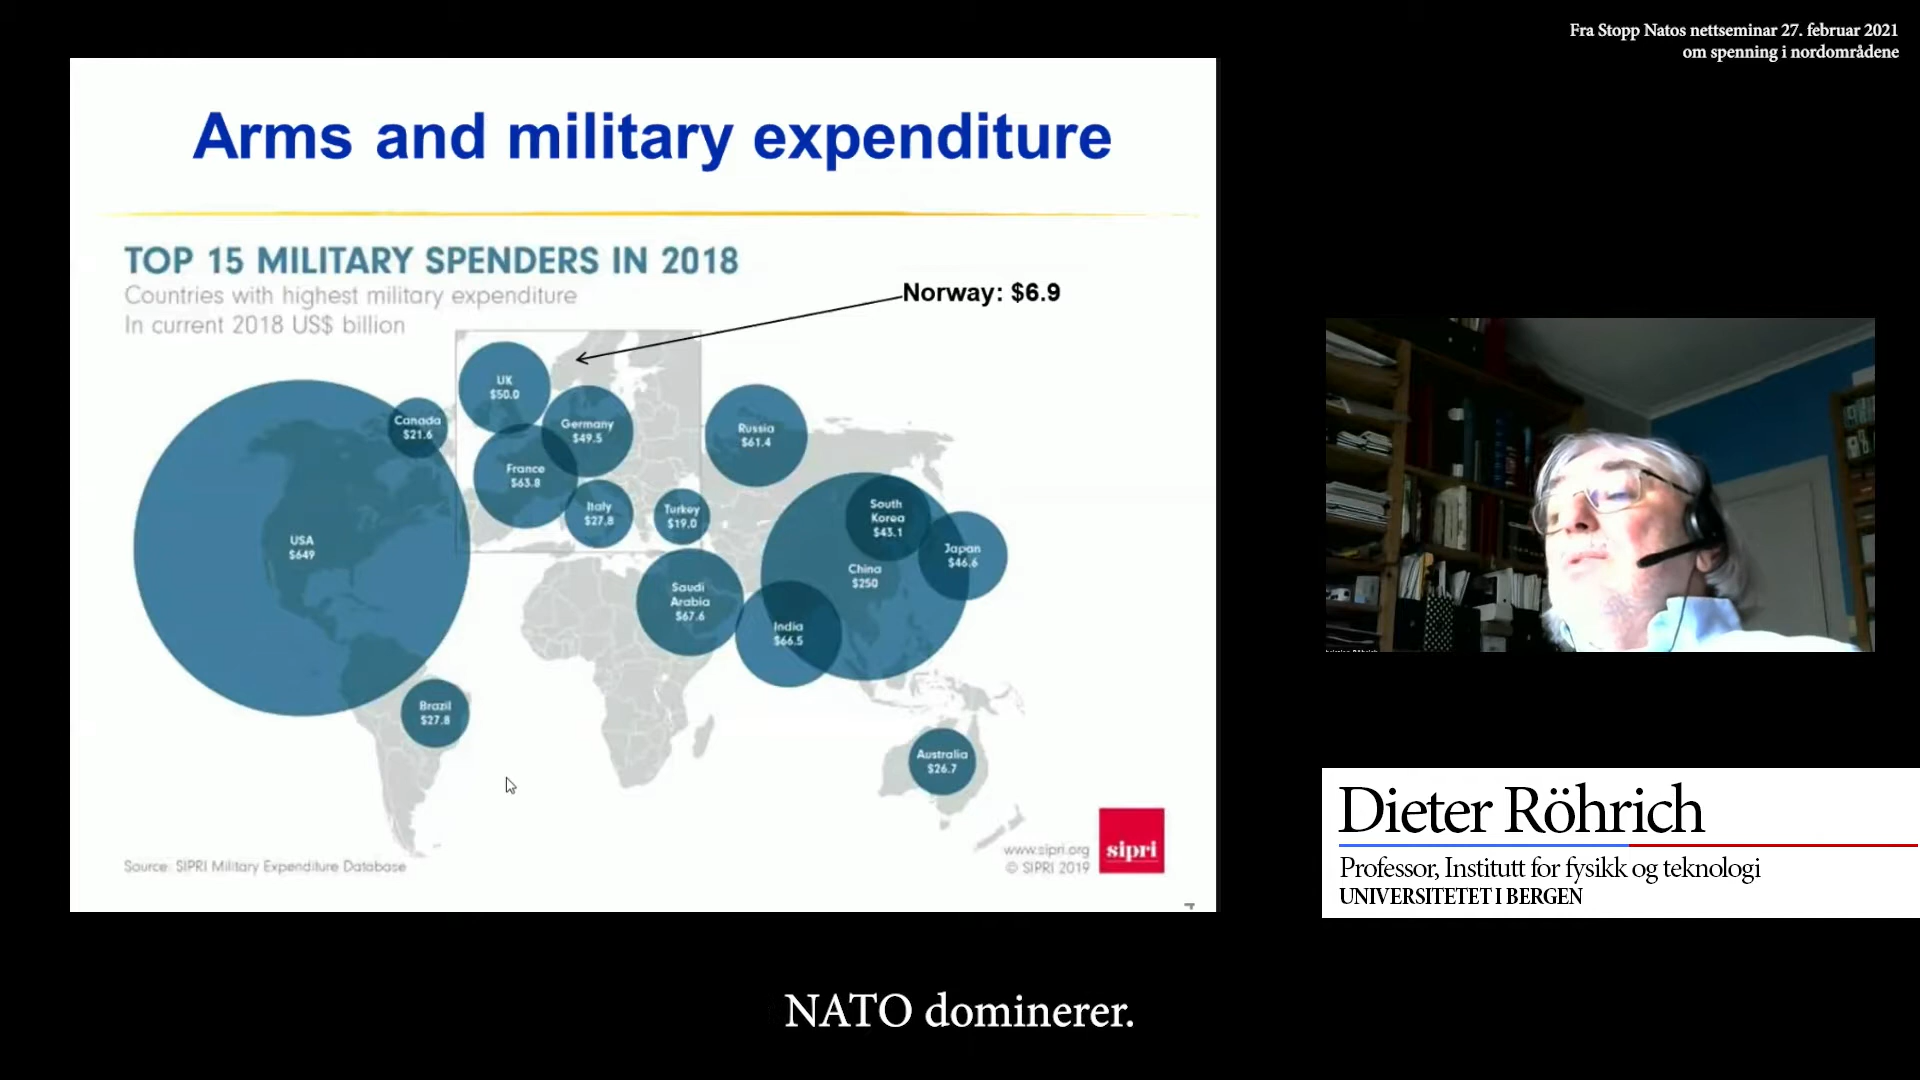 Fra Stopp Natos nettseminar 27. februar 2021
om spenning i nordområdene
Arms and military expenditure
TOP 15 MILITARY SPENDERS IN 2018
Countries with highest military expenditure
In current 2018 US$ billion
Norway: $6.9
UK
$50.0
Canada
$21.6
Germany
$49.5
Russia
$61.4
France
$63.8
Italy
$27.8
Turkey
$19.0
South
Korea
$43.1
USA
$649
Japan
$46.6
China
$250
Saudi
Arabia
$67.6
India
$66.5
Brazil
$27.8
Australia
$26.7
www.sipri.org
© SIPRI 2019
sipri
Source: SIPRI Military Expenditure Database
Dieter Röhrich
Professor, Institutt for fysikk og teknologi
UNIVERSITETET I BERGEN
NATO dominerer.